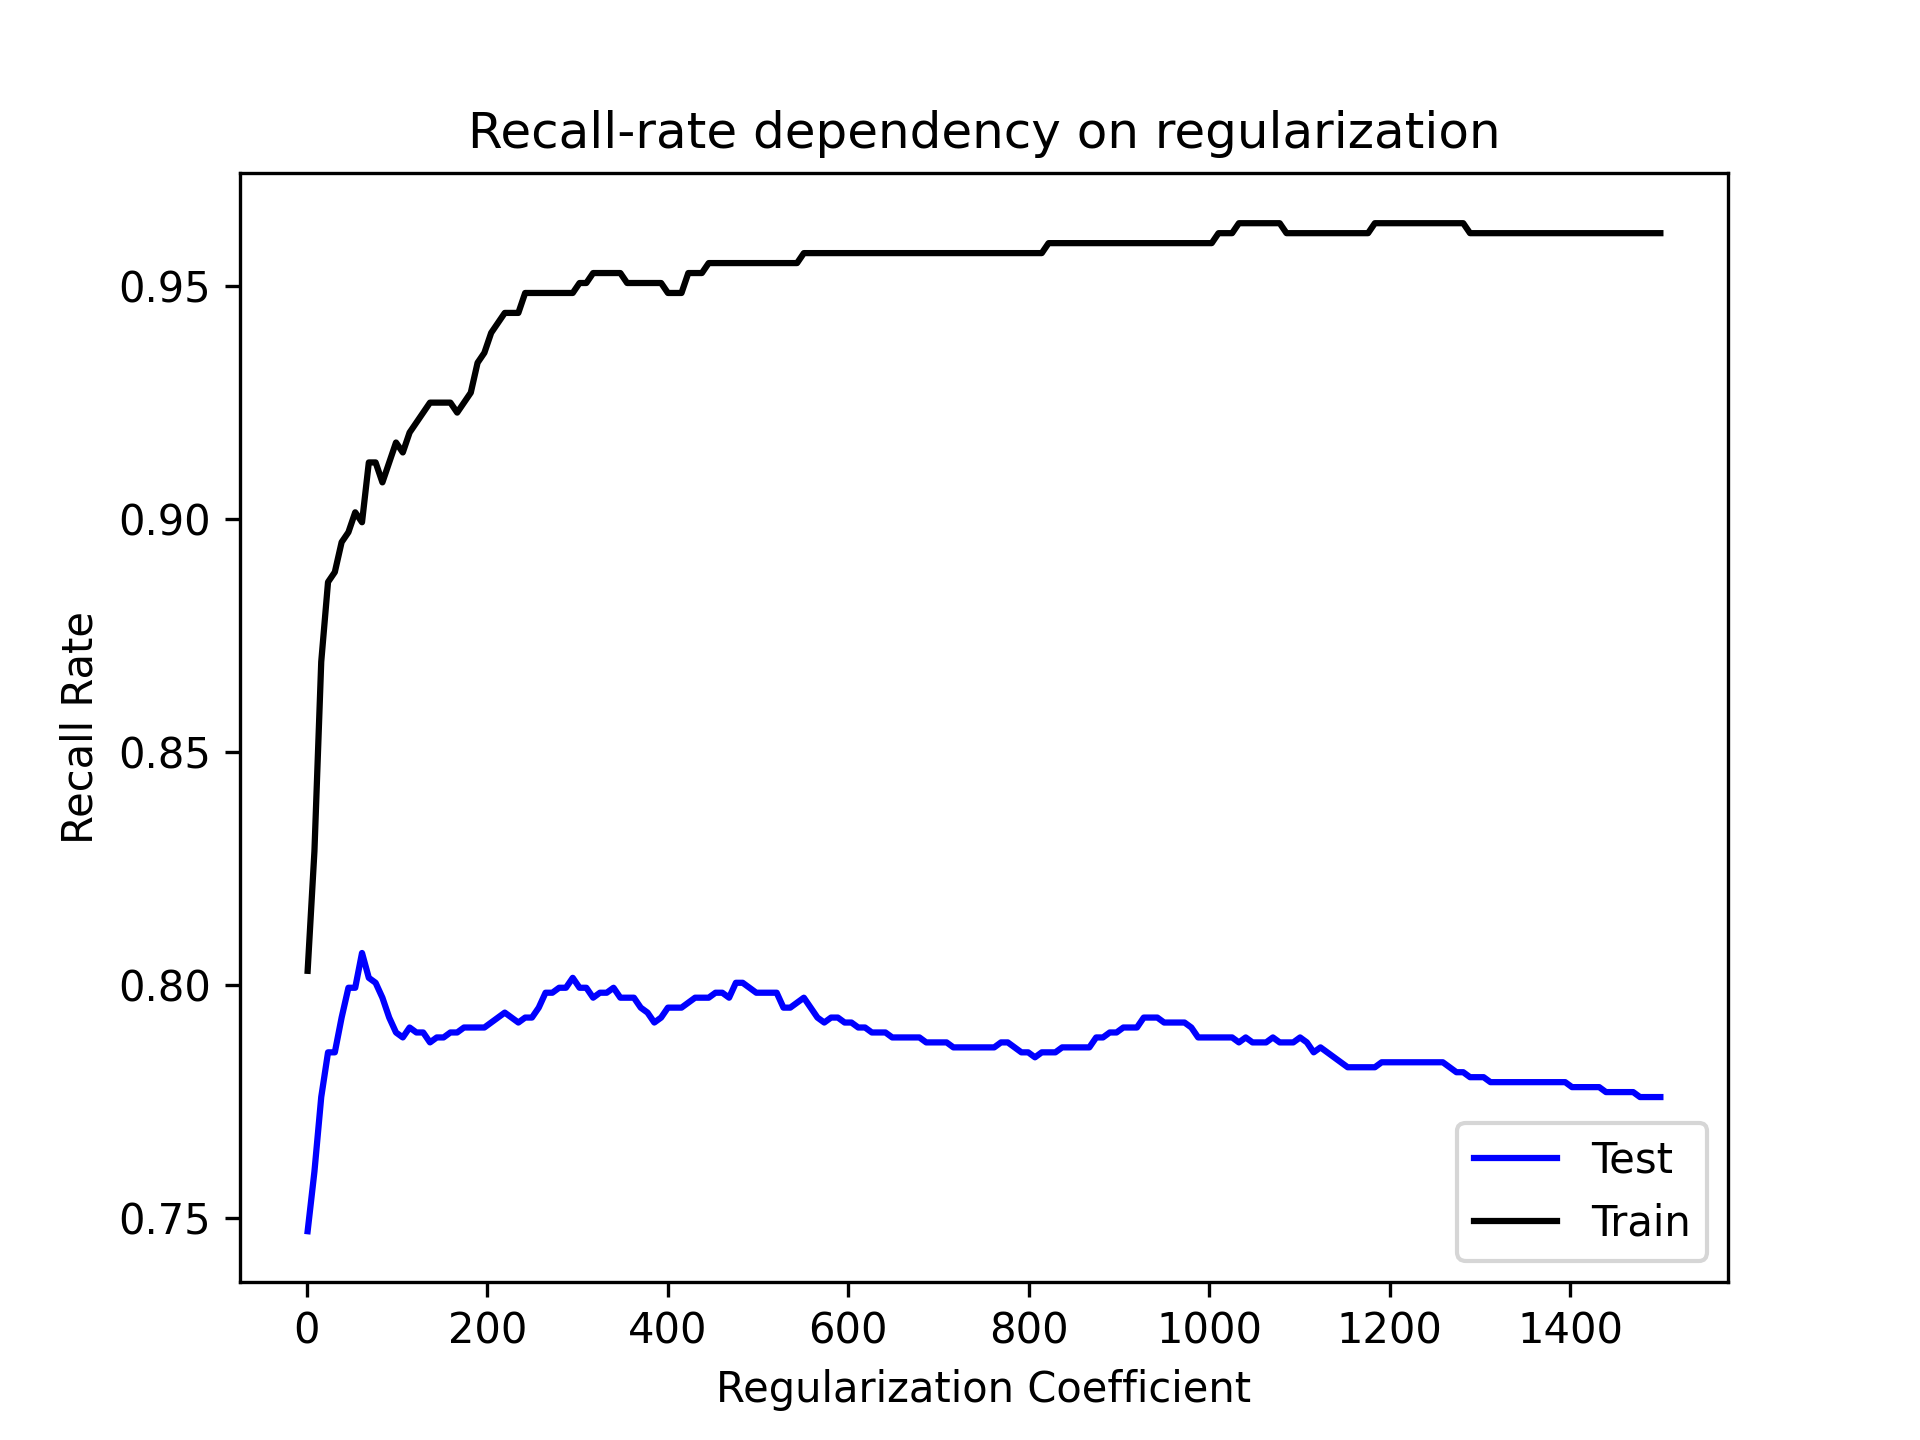 Recall-rate dependency on regularization
Recall Rate
0.95
0.90
0.85
0.80
0.75
0 200 400 600 800 1000 1200 1400
Regularization Coefficient
Test
Train